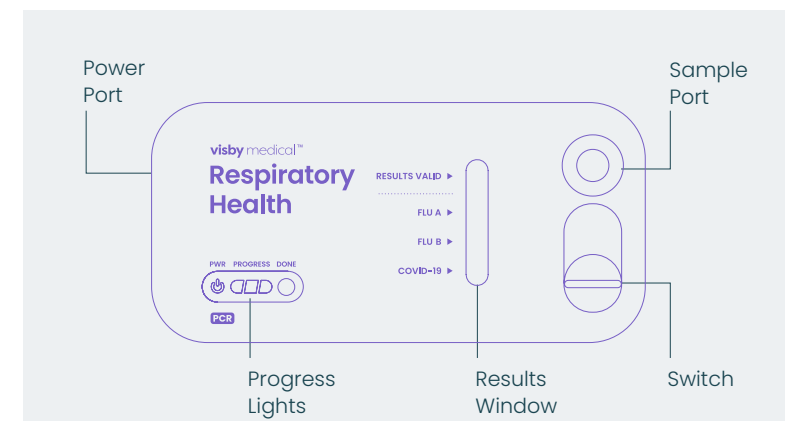 Power
Port
Sample
Port
visby medical™
Respiratory
Health
RESULTS VALID ▶
FLU A ▶
FLU B ▶
COVID-19 ▶
PWR PROGRESS DONE
PCR
Progress
Lights
Results
Window
Switch